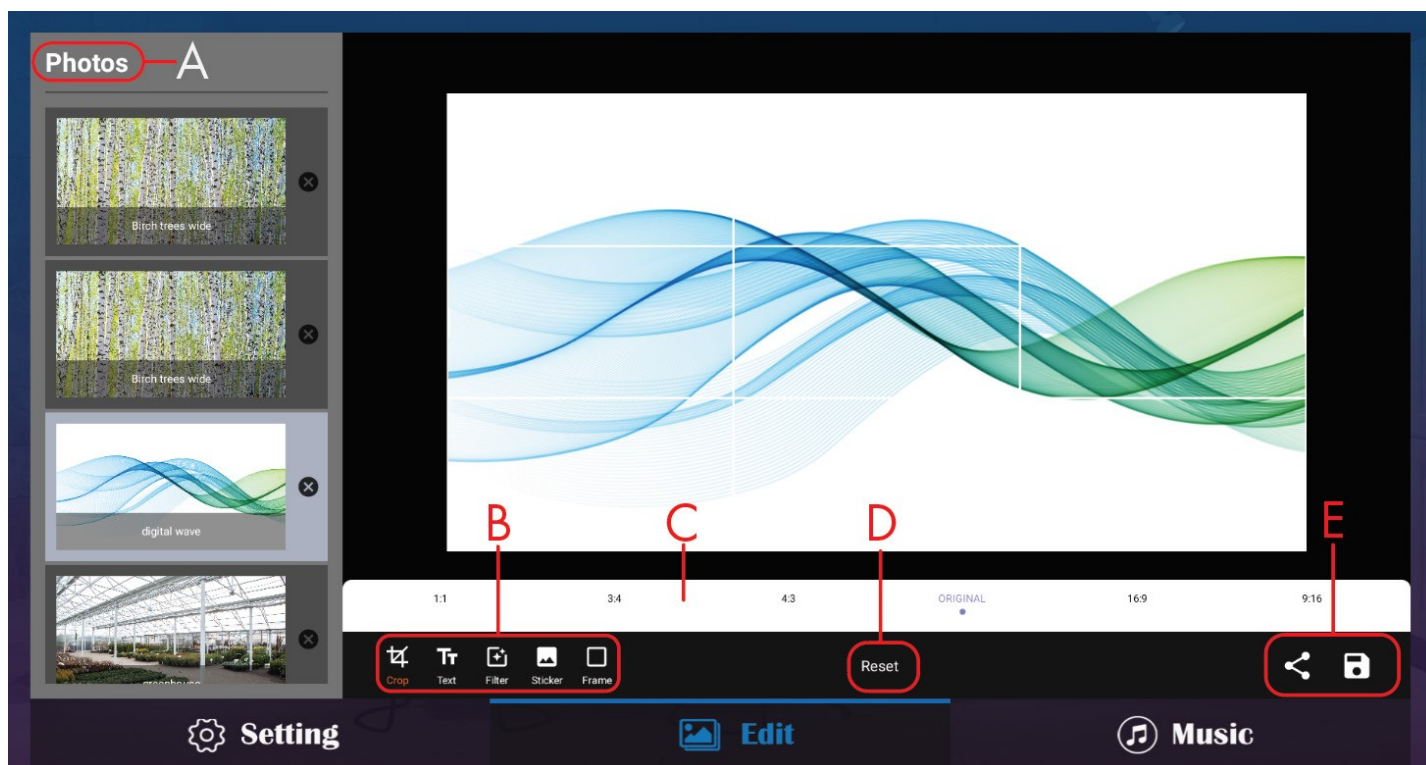 Photos
A
Birch trees wide
Birch trees wide
digital wave
greenhouse
B
C
D
E
1:1
3:4
4:3
ORIGINAL
16:9
9:16
Crop
Text
Filter
Sticker
Frame
Reset
Setting
Edit
Music